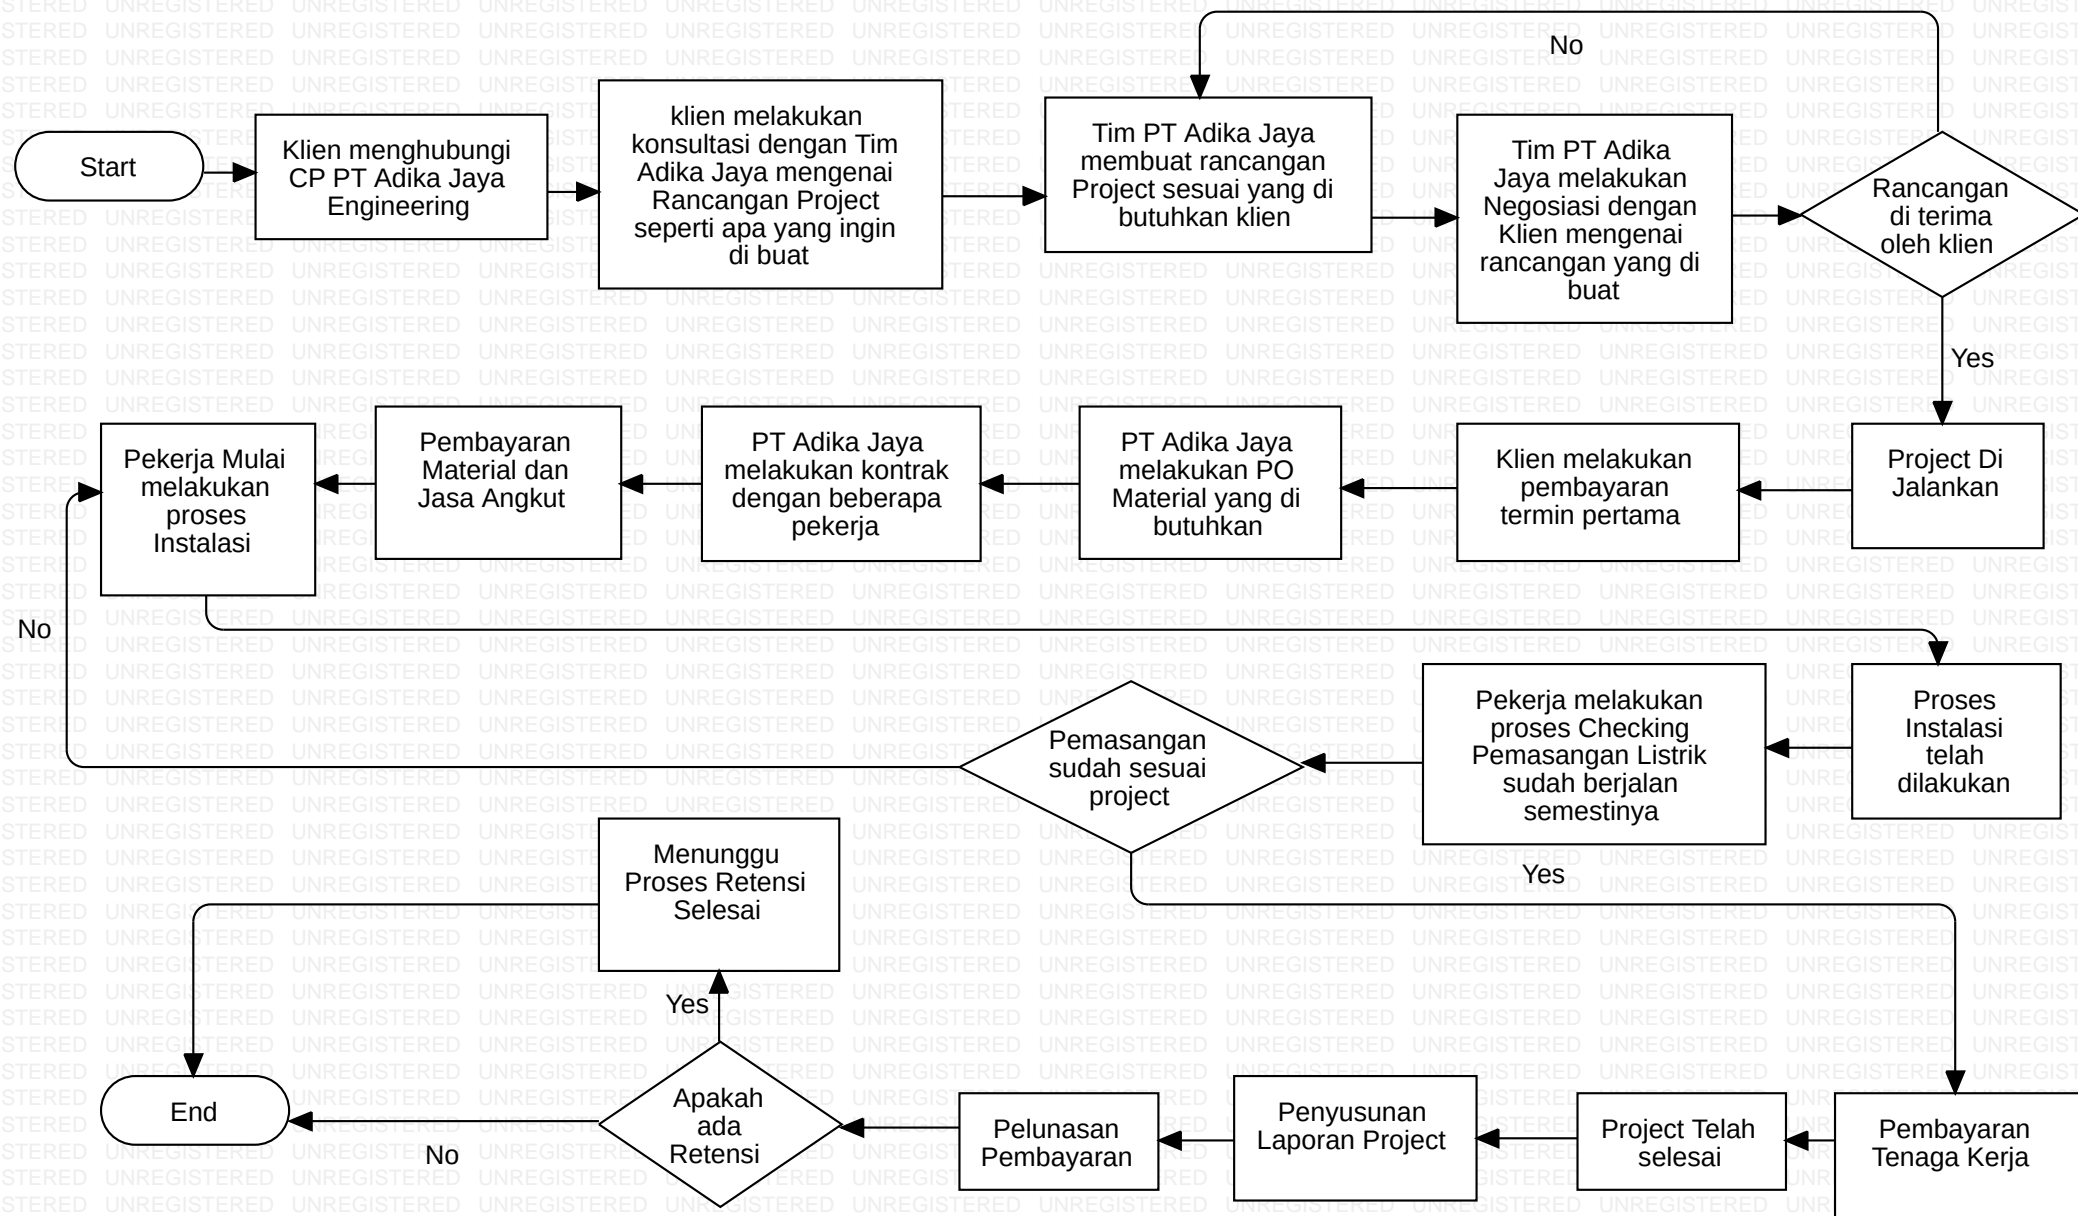 No
Start
Klien menghubungi
CP PT Adika Jaya
Engineering
klien melakukan
konsultasi dengan Tim
Adika Jaya mengenai
Rancangan Project
seperti apa yang ingin
di buat
Tim PT Adika Jaya
membuat rancangan
Project sesuai yang di
butuhkan klien
Tim PT Adika
Jaya melakukan
Negosiasi dengan
Klien mengenai
rancangan yang di
buat
Rancangan
di terima
oleh klien
Yes
Project Di
Jalankan
Klien melakukan
pembayaran
termin pertama
PT Adika Jaya
melakukan PO
Material yang di
butuhkan
PT Adika Jaya
melakukan kontrak
dengan beberapa
pekerja
Pembayaran
Material dan
Jasa Angkut
Pekerja Mulai
melakukan
proses
Instalasi
No
Proses
Instalasi
telah
dilakukan
Pekerja melakukan
proses Checking
Pemasangan Listrik
sudah berjalan
semestinya
Pemasangan
sudah sesuai
project
Yes
Pembayaran
Tenaga Kerja
Project Telah
selesai
Penyusunan
Laporan Project
Pelunasan
Pembayaran
Apakah
ada
Retensi
Yes
Menunggu
Proses Retensi
Selesai
No
End
UNREGISTERED